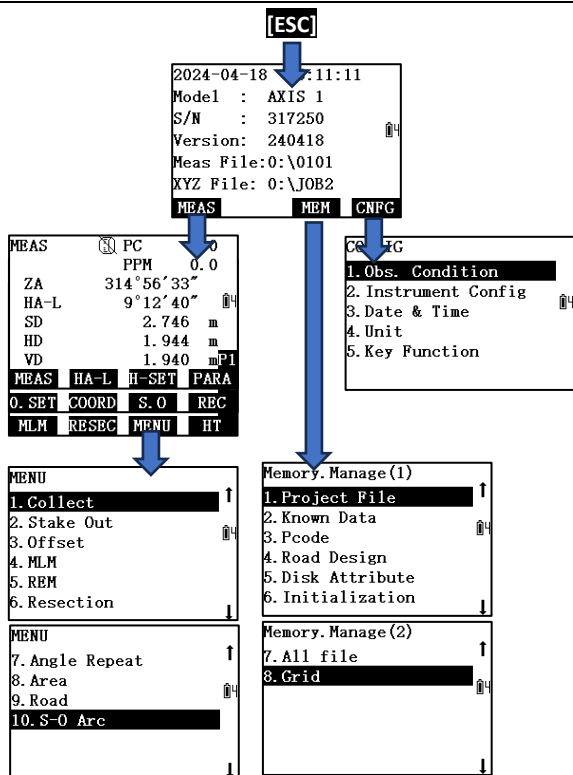 [ESC]
2024-04-18 :11:11
Model : AXIS 1
S/N : 317250
Version: 240418
Meas File:0:\0101
XYZ File: 0:\JOB2
MEAS MEM CNFG
MEAS PC 0
PPM 0.0
ZA 314°56′33″
HA-L 9°12′40″
SD 2.746 m
HD 1.944 m
VD 1.940 m P1
MEAS HA-L H-SET PARA
0.SET COORD S.O REC
MLM RESEC MENU HT
1.Obs. Condition
2. Instrument Config
3. Date & Time
4. Unit
5. Key Function
MENU
1.Collect
2. Stake Out
3. Offset
4. MLM
5. REM
6. Resection
Memory.Manage(1)
1.Project File
2. Known Data
3. Pcode
4. Road Design
5. Disk Attribute
6. Initialization
MENU
7. Angle Repeat
8. Area
9. Road
10.S-O Arc
Memory.Manage(2)
7.All file
8.Grid